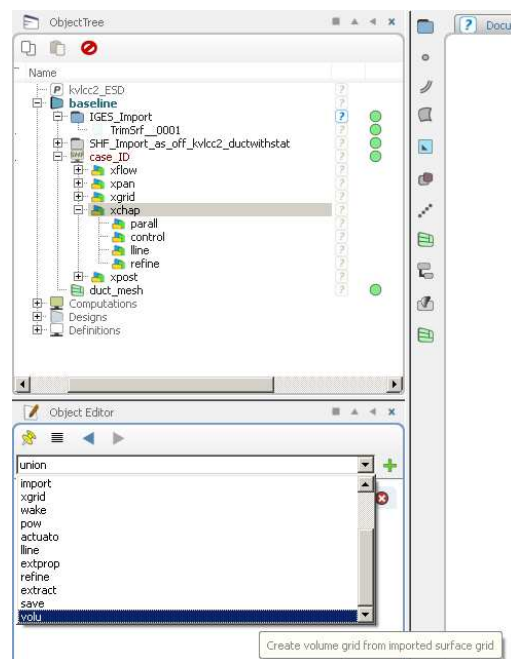 ObjectTree
Docu
Name
kvlcc2_ESD
baseline
IGES_Import
TrimSrf__0001
SHF_Import_as_off_kvlcc2_ductwithstat
case_ID
xflow
xpan
xgrid
xchap
parall
control
lline
refine
xpost
duct_mesh
Computations
Designs
Definitions
Object Editor
union
import
xgrid
wake
pow
actuato
lline
extprop
refine
extract
save
volu
Create volume grid from imported surface grid